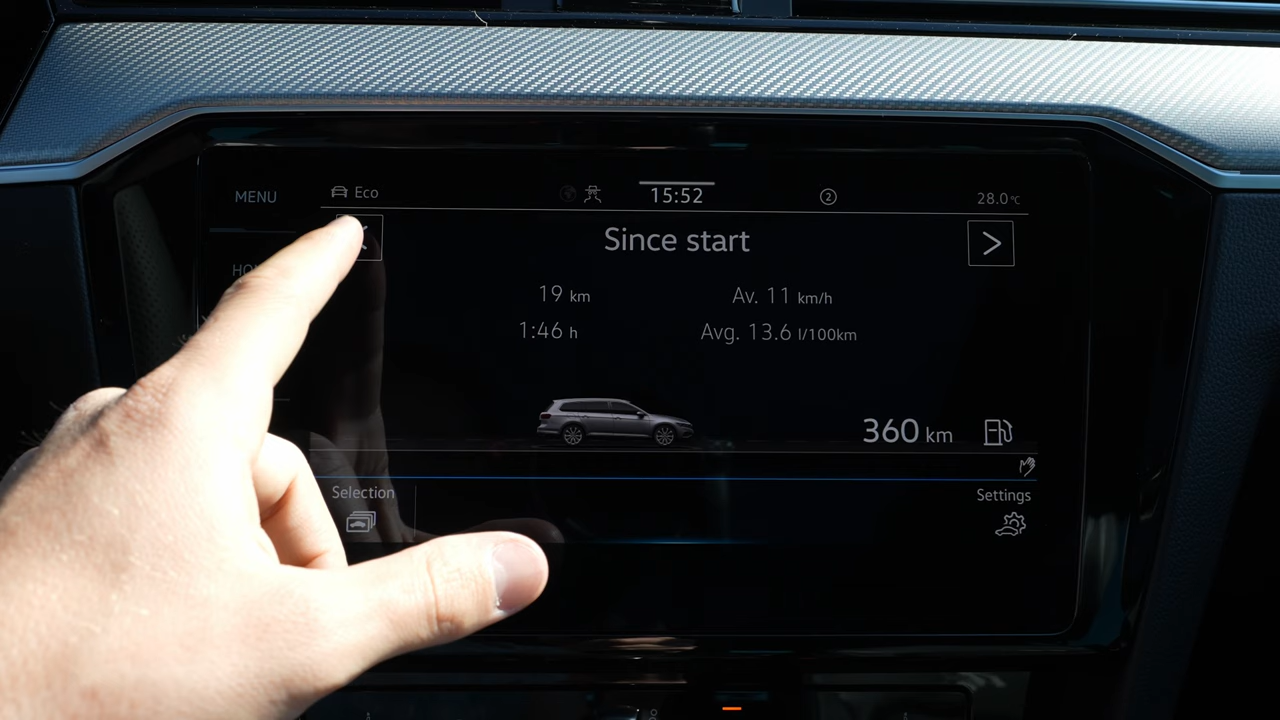 MENU Eco 15:52 2 28.0°C
Since start
19 km Av. 11 km/h
1:46 h Avg. 13.6 l/100km
360 km
Selection Settings